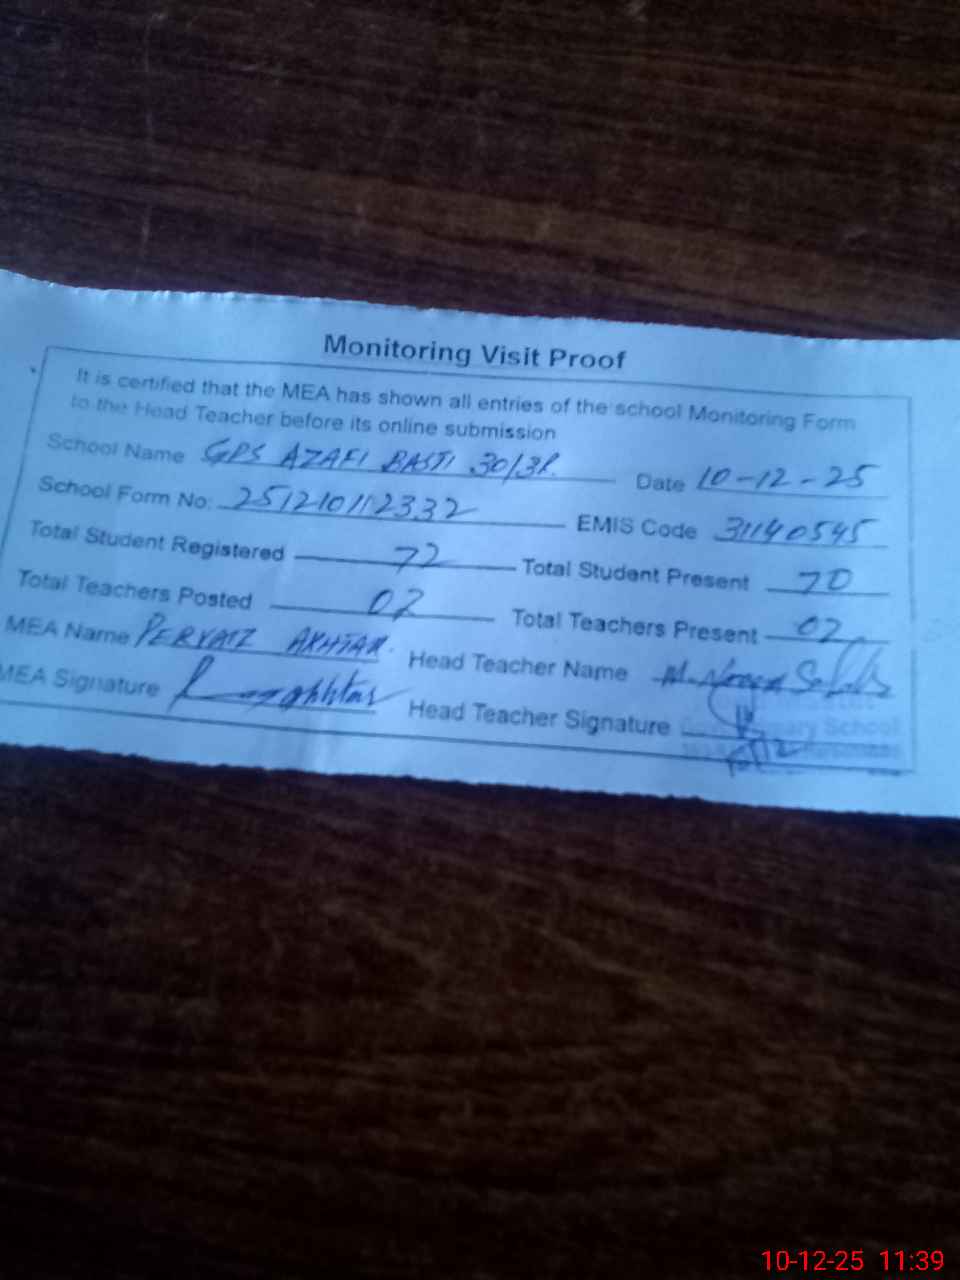 Monitoring Visit Proof
It is certified that the MEA has shown all entries of the school Monitoring Form
to the Head Teacher before its online submission
School Name GPS AZAFI BASTI 30/3R. Date 10-12-25
School Form No: 251210112332 EMIS Code 31140545
Total Student Registered 72 Total Student Present 70
Total Teachers Posted 02 Total Teachers Present 02
MEA Name PERVAIZ AKHTAR. Head Teacher Name M.
MEA Signature Head Teacher Signature
School
10-12-25 11:39